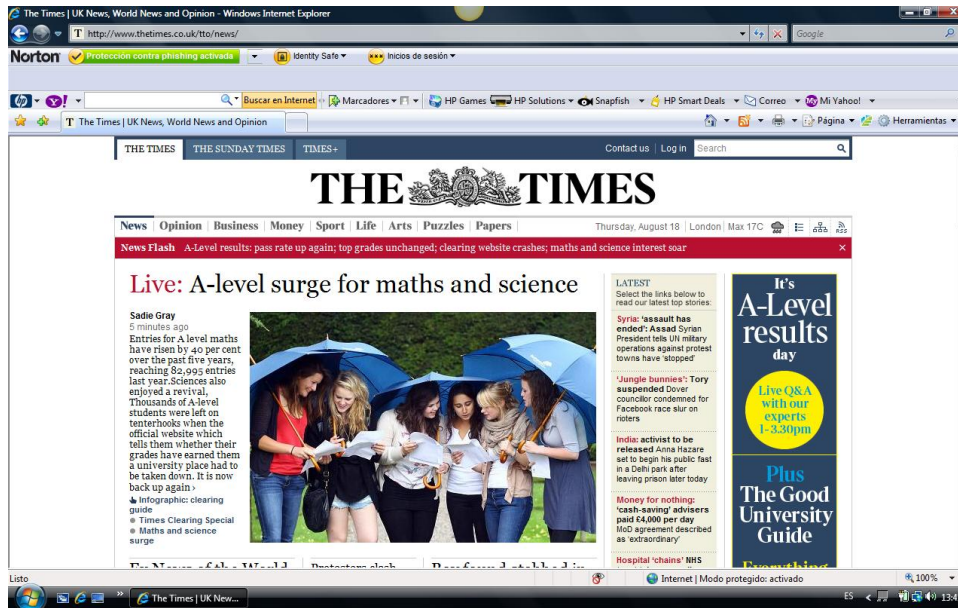 The Times | UK News, World News and Opinion - Windows Internet Explorer
http://www.thetimes.co.uk/tto/news/
Google
Norton Protección contra phishing activada Identity Safe Inicios de sesión
Buscar en Internet Marcadores HP Games HP Solutions Snapfish HP Smart Deals Correo Mi Yahoo!
The Times | UK News, World News and Opinion
Página Herramientas
THE TIMES THE SUNDAY TIMES TIMES+
Contact us | Log in Search
THE TIMES
News | Opinion | Business | Money | Sport | Life | Arts | Puzzles | Papers
Thursday, August 18 | London | Max 17C
RSS
News Flash A-Level results: pass rate up again; top grades unchanged; clearing website crashes; maths and science interest soar
Live: A-level surge for maths and science
Sadie Gray
5 minutes ago
Entries for A level maths
have risen by 40 per cent
over the past five years,
reaching 82,995 entries
last year.Sciences also
enjoyed a revival,
Thousands of A-level
students were left on
tenterhooks when the
official website which
tells them whether their
grades have earned them
a university place had to
be taken down. It is now
back up again ›
Infographic: clearing
guide
Times Clearing Special
Maths and science
surge
LATEST
Select the links below to
read our latest top stories:
Syria: ‘assault has
ended’: Assad Syrian
President tells UN military
operations against protest
towns have ‘stopped’
‘Jungle bunnies’: Tory
suspended Dover
councillor condemned for
Facebook race slur on
rioters
India: activist to be
released Anna Hazare
set to begin his public fast
in a Delhi park after
leaving prison later today
Money for nothing:
‘cash-saving’ advisers
paid £4,000 per day
MoD agreement described
as ‘extraordinary’
Hospital ‘chains’ NHS
It's
A-Level
results
day
Live Q&A
with our
experts
1-3.30pm
Plus
The Good
University
Guide
Everything
Ex News of the World
Protesters clash
stabbed in
Listo
Internet | Modo protegido: activado
100%
The Times | UK New...
ES
13:4